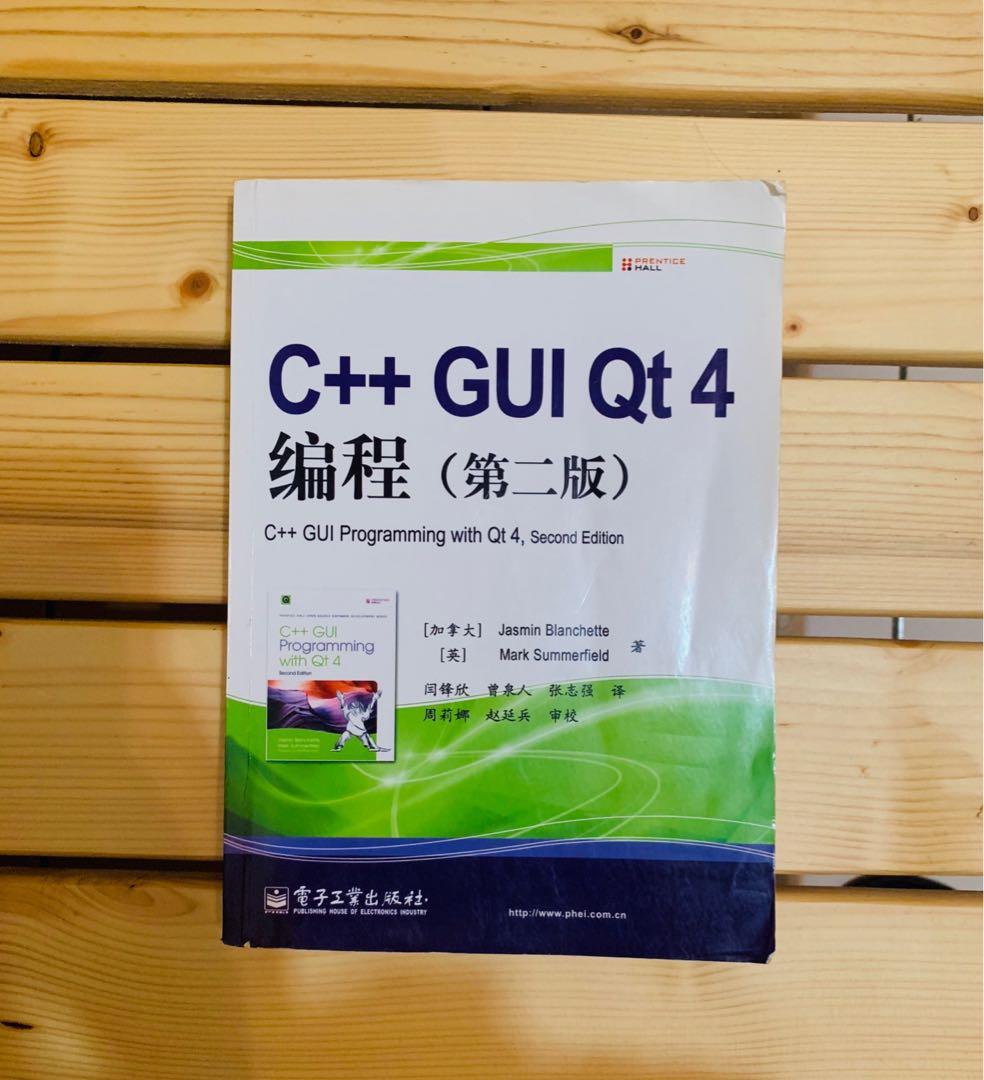 PRENTICE
HALL
C++ GUI Qt 4
编程（第二版）
C++ GUI Programming with Qt 4, Second Edition
C++ GUI
Programming
with Qt 4
Second Edition
[加拿大] Jasmin Blanchette
[英] Mark Summerfield 著
闫锋欣 曾泉人 张志强 译
周莉娜 赵延兵 审校
電子工業出版社
PUBLISHING HOUSE OF ELECTRONICS INDUSTRY
http://www.phei.com.cn